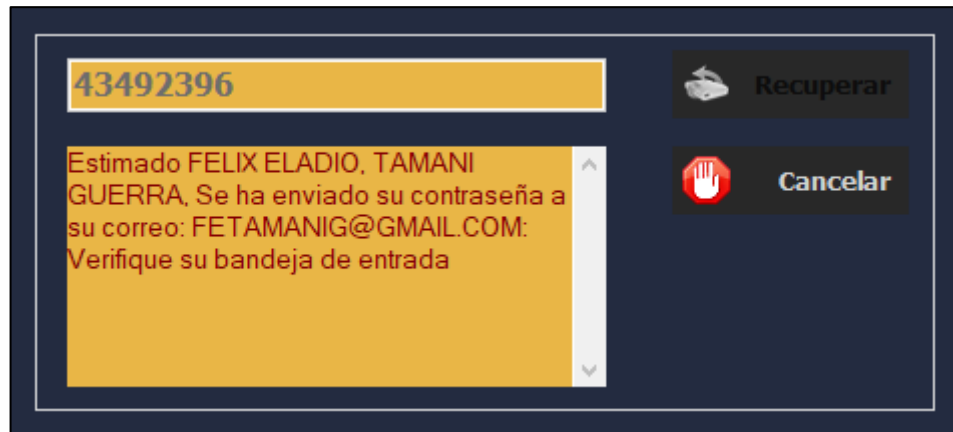 43492396
Recuperar
Estimado FELIX ELADIO, TAMANI
GUERRA, Se ha enviado su contraseña a
su correo: FETAMANIG@GMAIL.COM:
Verifique su bandeja de entrada
Cancelar